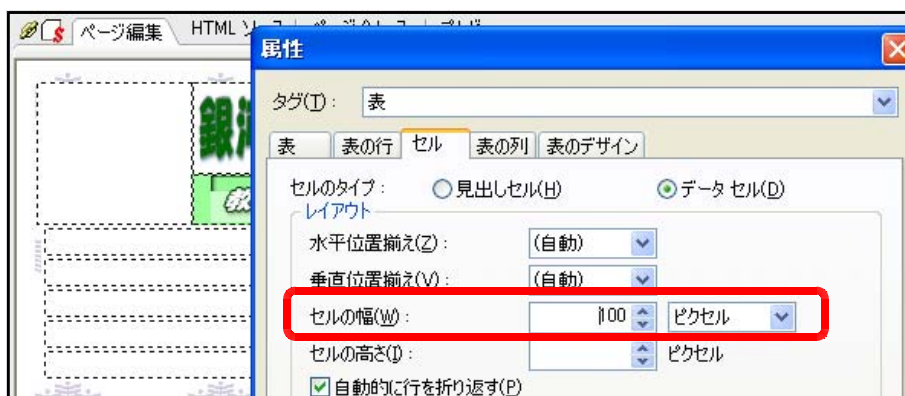 ページ編集 HTML
属性
タグ(T)： 表
表 表の行 セル 表の列 表のデザイン
セルのタイプ： 見出しセル(H) データ セル(D)
レイアウト
水平位置揃え(Z)： (自動)
垂直位置揃え(V)： (自動)
セルの幅(W)： 100 ピクセル
セルの高さ(I)： ピクセル
自動的に行を折り返す(P)
銀河